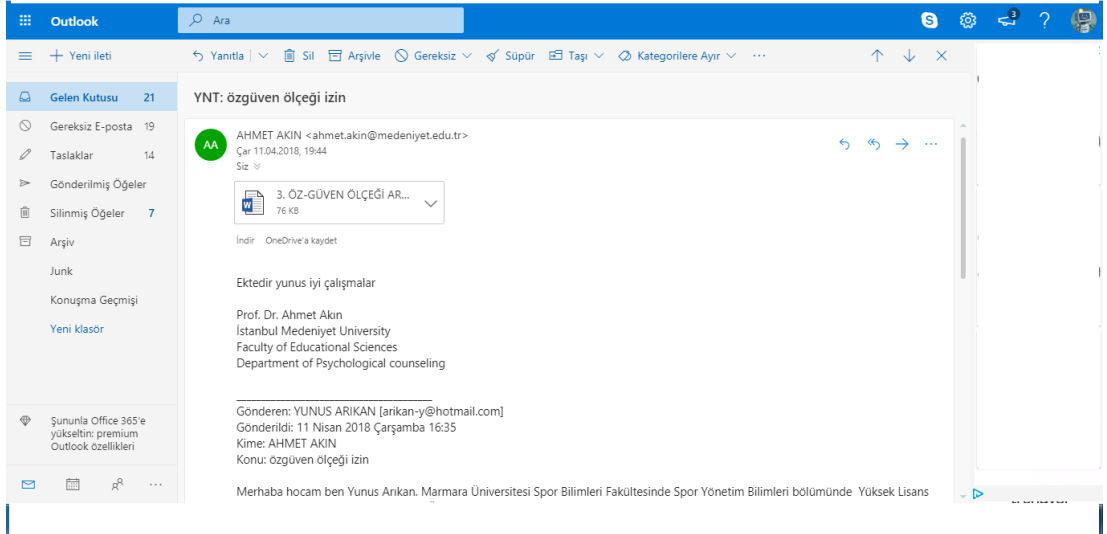 Outlook
Ara
3
Yeni ileti
Yanıtla
Sil
Arşivle
Gereksiz
Süpür
Taşı
Kategorilere Ayır
Gelen Kutusu 21
Gereksiz E-posta 19
Taslaklar 14
Gönderilmiş Öğeler
Silinmiş Öğeler 7
Arşiv
Junk
Konuşma Geçmişi
Yeni klasör
Şununla Office 365'e
yükseltin: premium
Outlook özellikleri
YNT: özgüven ölçeği izin
AA
AHMET AKIN <ahmet.akin@medeniyet.edu.tr>
Çar 11.04.2018, 19:44
Siz
3. ÖZ-GÜVEN ÖLÇEĞİ AR...
76 KB
İndir OneDrive'a kaydet
Ektedir yunus iyi çalışmalar
Prof. Dr. Ahmet Akın
İstanbul Medeniyet University
Faculty of Educational Sciences
Department of Psychological counseling
Gönderen: YUNUS ARIKAN [arikan-y@hotmail.com]
Gönderildi: 11 Nisan 2018 Çarşamba 16:35
Kime: AHMET AKIN
Konu: özgüven ölçeği izin
Merhaba hocam ben Yunus Arıkan. Marmara Üniversitesi Spor Bilimleri Fakültesinde Spor Yönetim Bilimleri bölümünde Yüksek Lisans